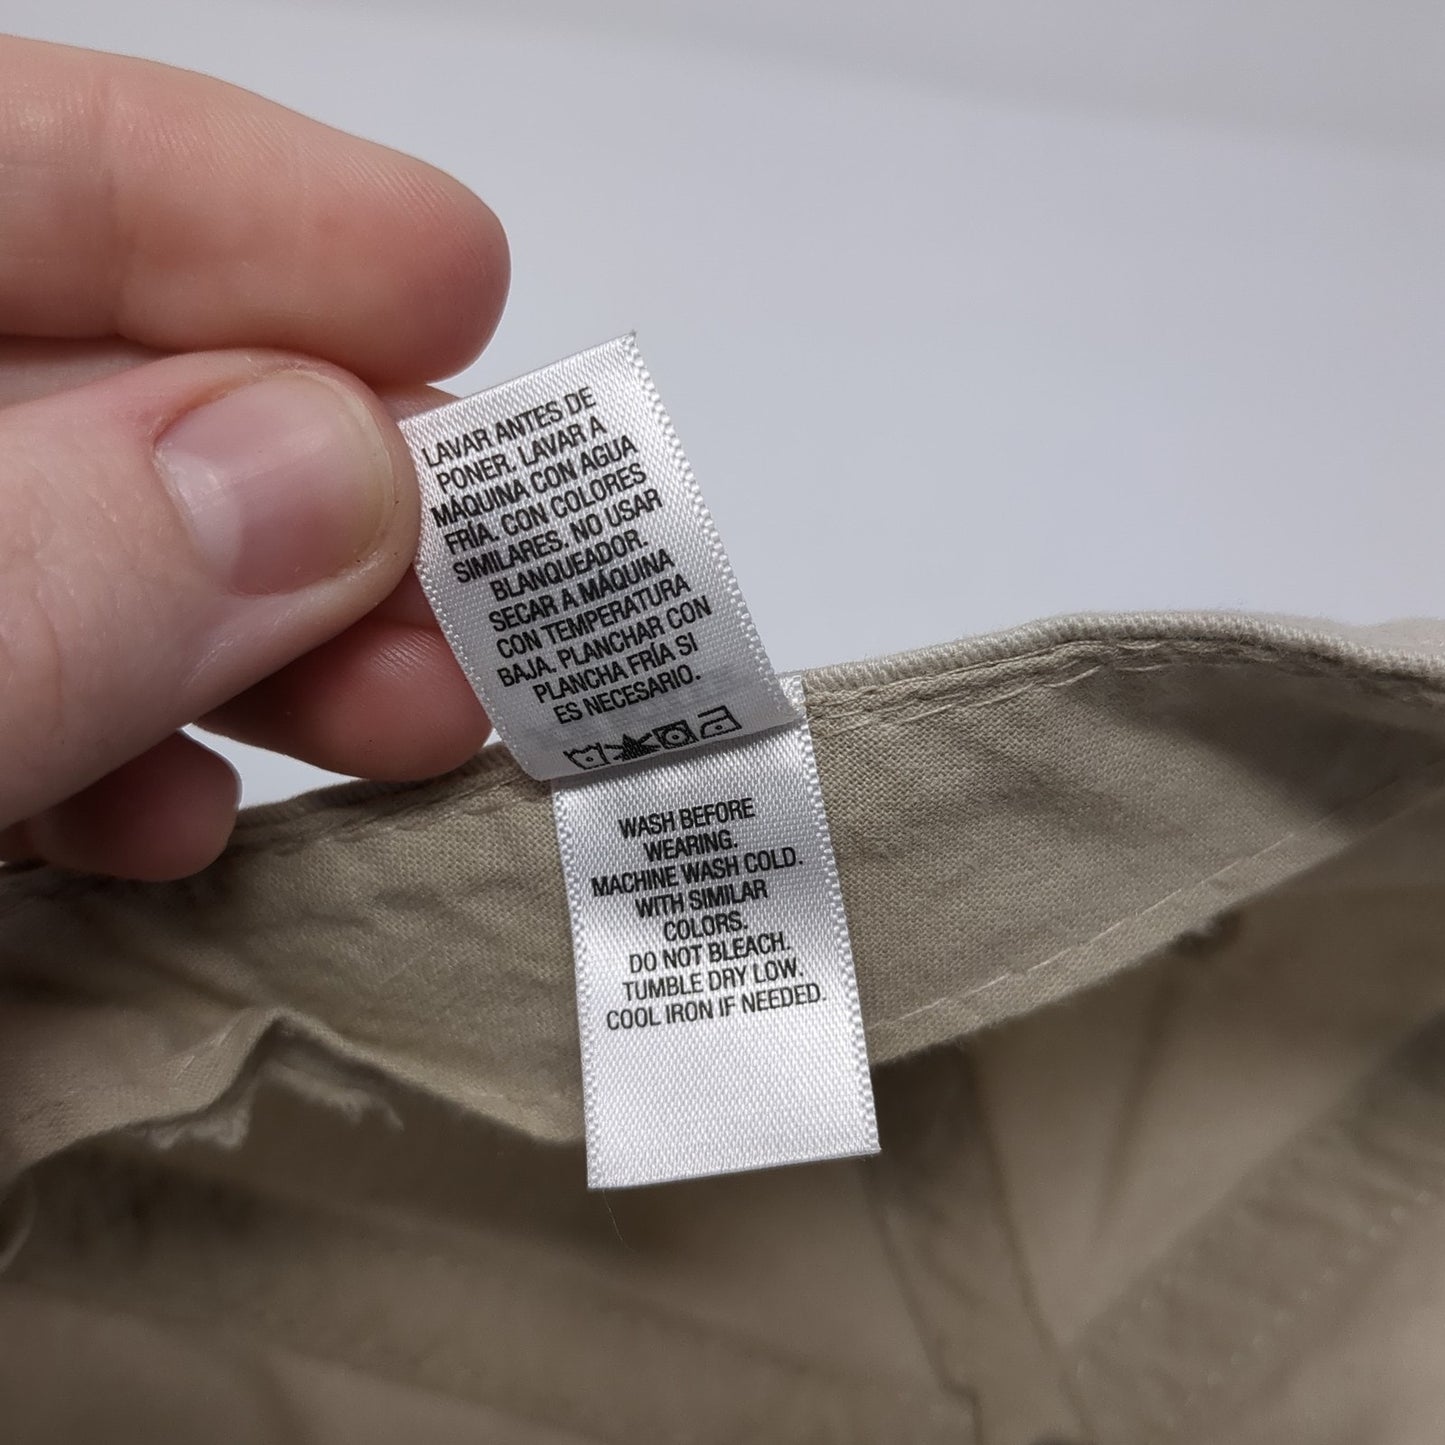 LAVAR ANTES DE
PONER. LAVAR A
MÁQUINA CON AGUA
FRÍA. CON COLORES
SIMILARES. NO USAR
BLANQUEADOR.
SECAR A MÁQUINA
CON TEMPERATURA
BAJA. PLANCHAR CON
PLANCHA FRÍA SI
ES NECESARIO.
WASH BEFORE
WEARING.
MACHINE WASH COLD.
WITH SIMILAR
COLORS.
DO NOT BLEACH.
TUMBLE DRY LOW.
COOL IRON IF NEEDED.